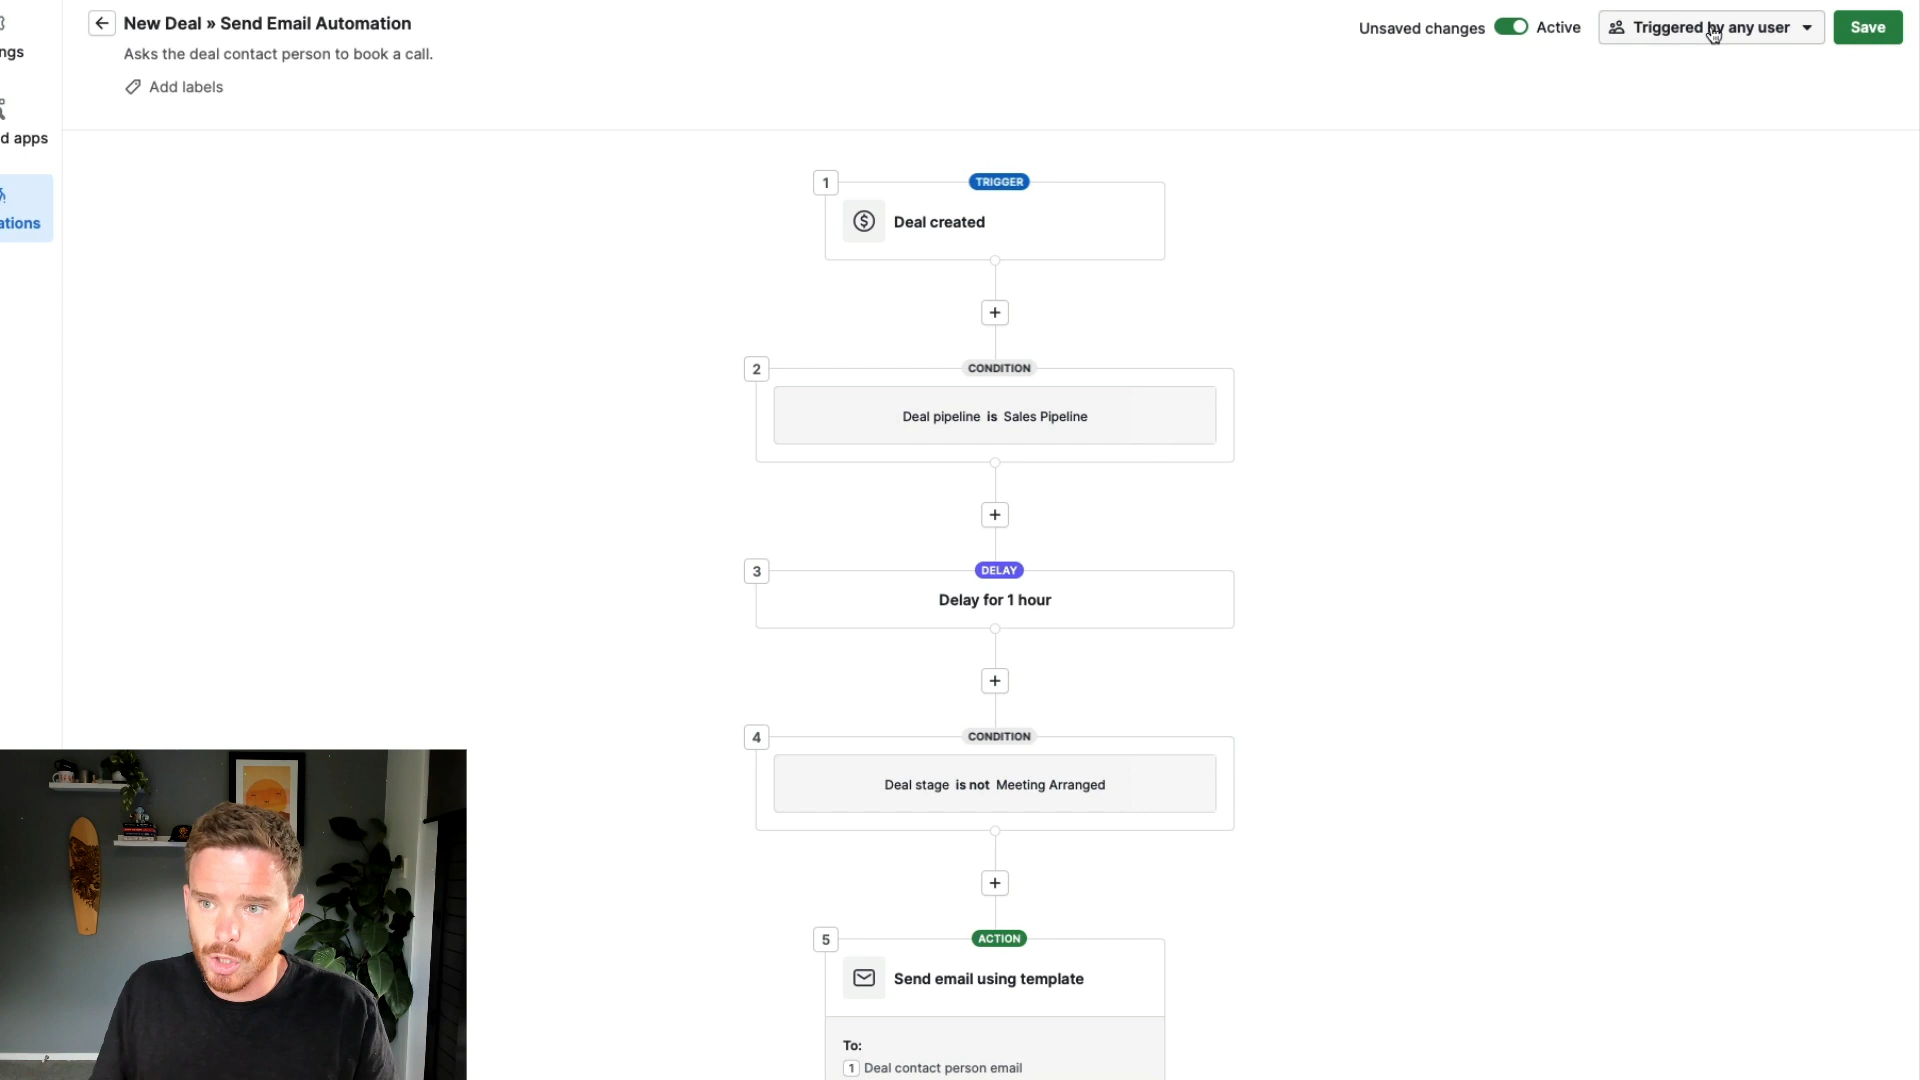 New Deal » Send Email Automation
Asks the deal contact person to book a call.
Add labels
Unsaved changes
Active
Triggered by any user
Save
ngs
d apps
ations
1
TRIGGER
Deal created
+
2
CONDITION
Deal pipeline is Sales Pipeline
+
3
DELAY
Delay for 1 hour
+
4
CONDITION
Deal stage is not Meeting Arranged
+
5
ACTION
Send email using template
To:
1 Deal contact person email